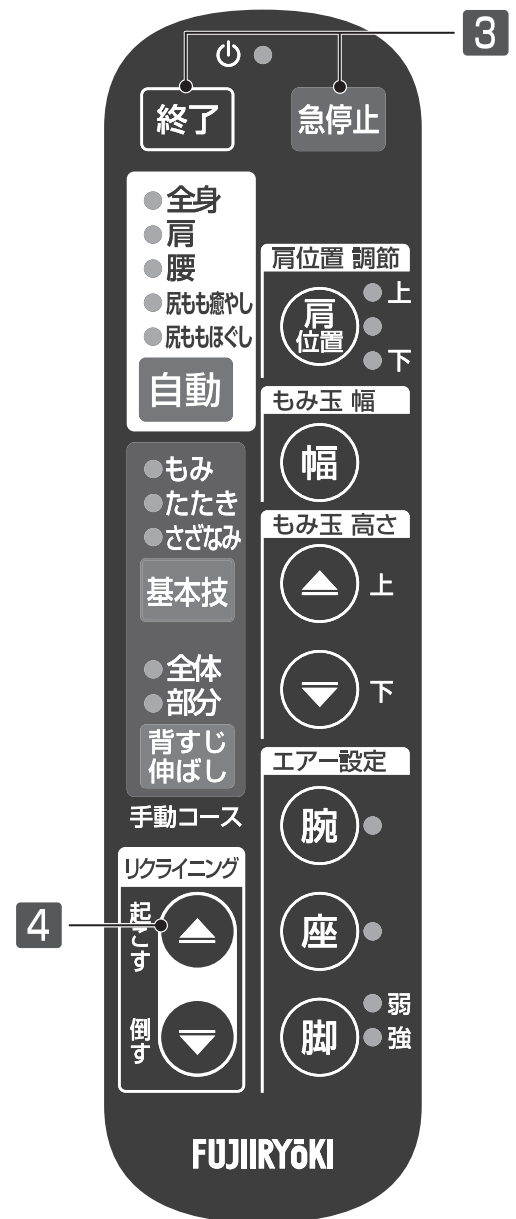 3
終了
急停止
全身
肩
腰
尻もも癒やし
尻ももほぐし
自動
もみ
たたき
さざなみ
基本技
全体
部分
背すじ
伸ばし
手動コース
リクライニング
4
起こす
倒す
肩位置 調節
肩
位置
上
下
もみ玉 幅
幅
もみ玉 高さ
上
下
エアー設定
腕
座
脚
弱
強
FUJIIRYōKI